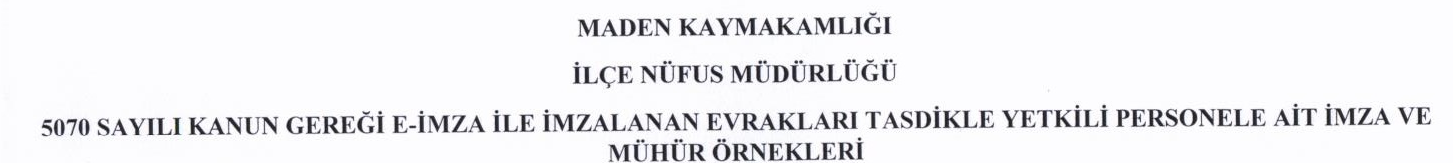 MADEN KAYMAKAMLIĞI
İLÇE NÜFUS MÜDÜRLÜĞÜ
5070 SAYILI KANUN GEREĞİ E-İMZA İLE İMZALANAN EVRAKLARI TASDİKLE YETKİLİ PERSONELE AİT İMZA VE
MÜHÜR ÖRNEKLERİ